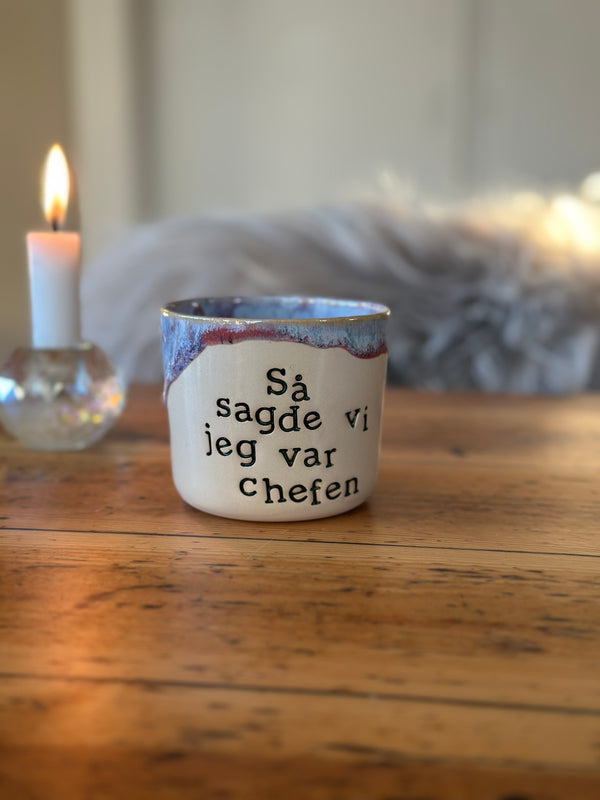 Så
sagde vi
jeg var
chefen